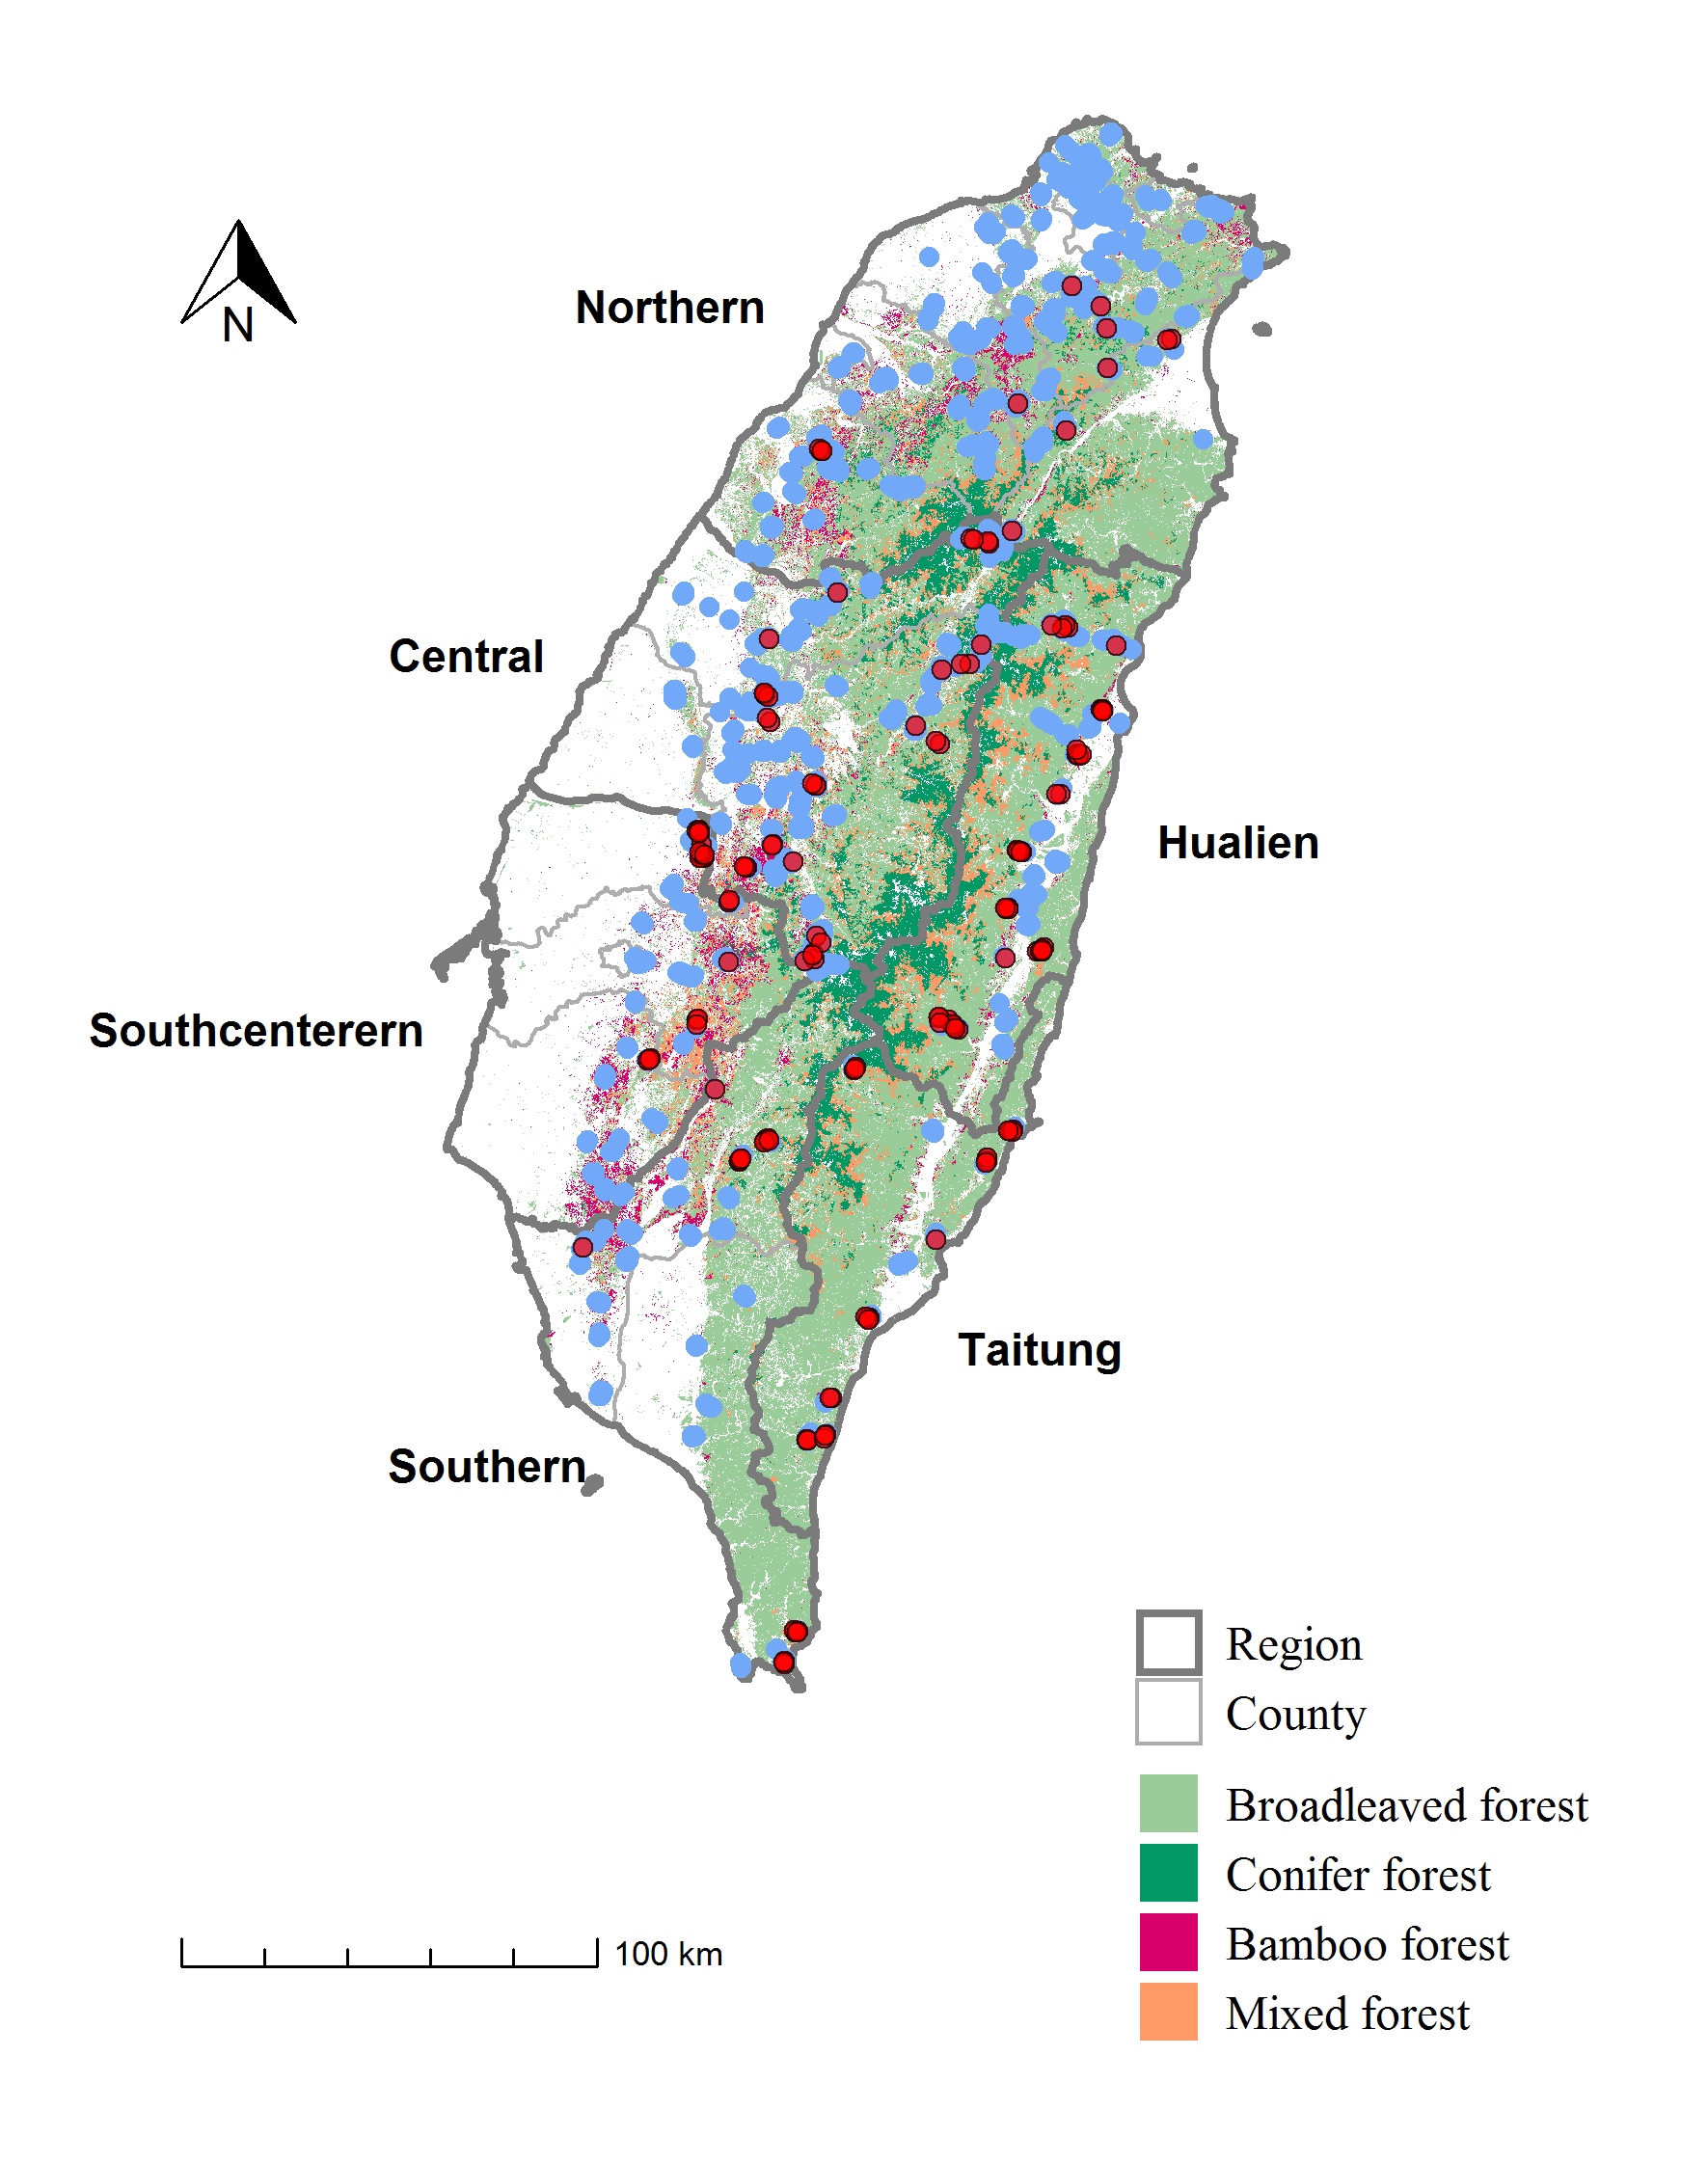 N
Northern
Central
Hualien
Southcenterern
Taitung
Southern
Region
County
Broadleaved forest
Conifer forest
Bamboo forest
Mixed forest
100 km